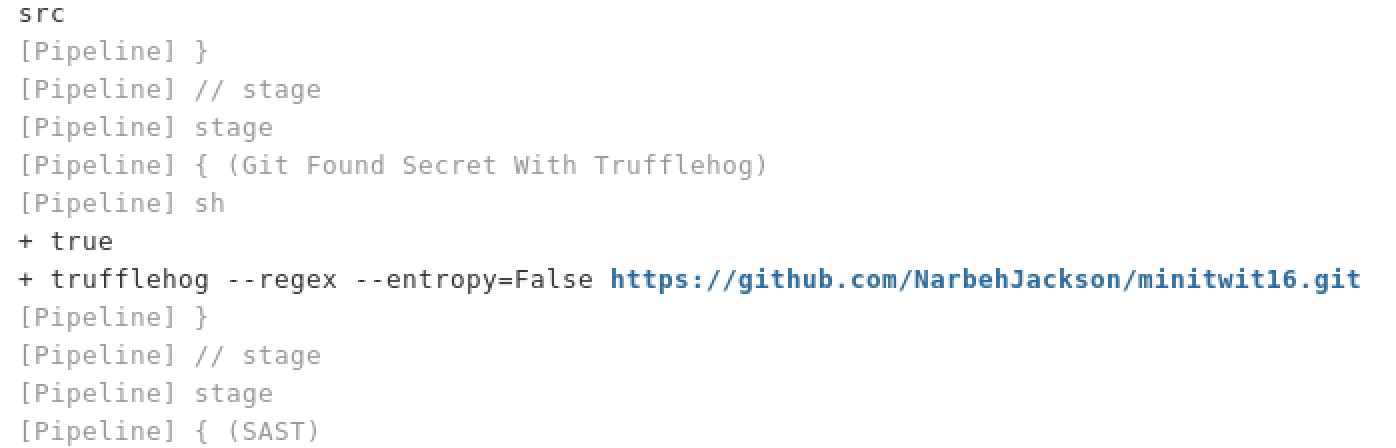 src
[Pipeline] }
[Pipeline] // stage
[Pipeline] stage
[Pipeline] { (Git Found Secret With Trufflehog)
[Pipeline] sh
+ true
+ trufflehog --regex --entropy=False https://github.com/NarbehJackson/minitwit16.git
[Pipeline] }
[Pipeline] // stage
[Pipeline] stage
[Pipeline] { (SAST)